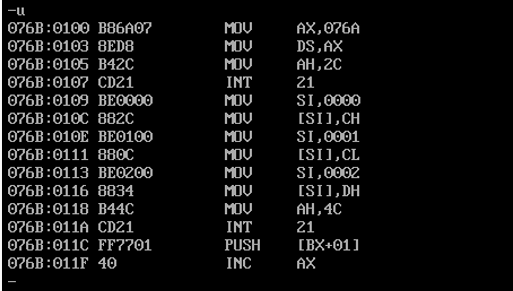 -u
076B:0100 B86A07 MOV AX,076A
076B:0103 8ED8 MOV DS,AX
076B:0105 B42C MOV AH,2C
076B:0107 CD21 INT 21
076B:0109 BE0000 MOV SI,0000
076B:010C 882C MOV [SI],CH
076B:010E BE0100 MOV SI,0001
076B:0111 880C MOV [SI],CL
076B:0113 BE0200 MOV SI,0002
076B:0116 8834 MOV [SI],DH
076B:0118 B44C MOV AH,4C
076B:011A CD21 INT 21
076B:011C FF7701 PUSH [BX+01]
076B:011F 40 INC AX
-